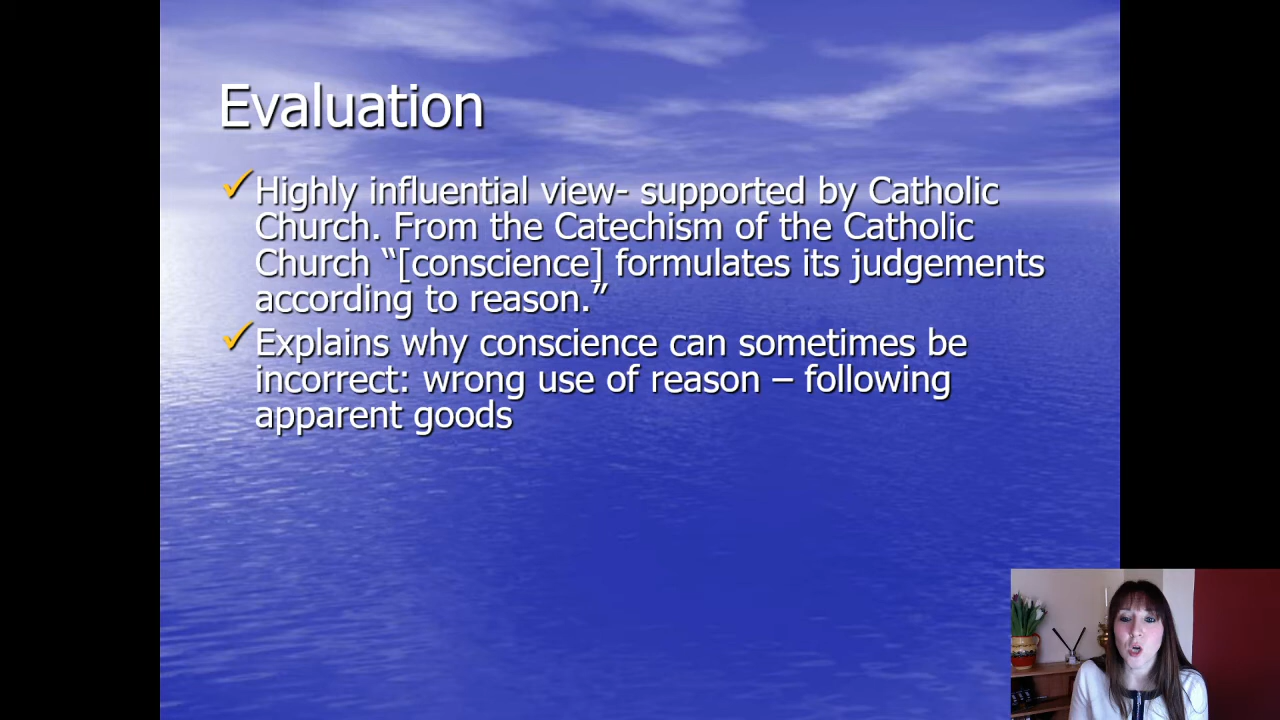 Evaluation
✓Highly influential view- supported by Catholic
Church. From the Catechism of the Catholic
Church “[conscience] formulates its judgements
according to reason.”
✓Explains why conscience can sometimes be
incorrect: wrong use of reason – following
apparent goods